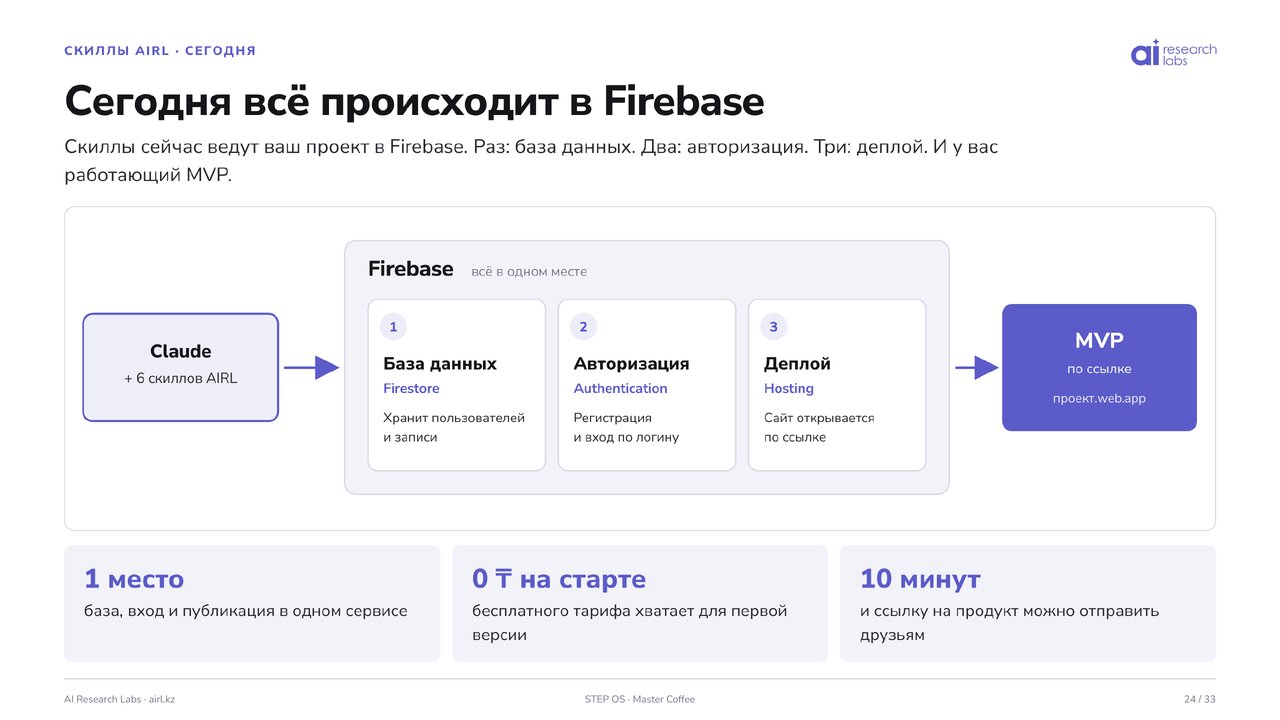 СКИЛЛЫ AIRL · СЕГОДНЯ
ai research labs
Сегодня всё происходит в Firebase
Скиллы сейчас ведут ваш проект в Firebase. Раз: база данных. Два: авторизация. Три: деплой. И у вас
работающий MVP.
Claude
+ 6 скиллов AIRL
Firebase всё в одном месте
1
База данных
Firestore
Хранит пользователей
и записи
2
Авторизация
Authentication
Регистрация
и вход по логину
3
Деплой
Hosting
Сайт открывается
по ссылке
MVP
по ссылке
проект.web.app
1 место
база, вход и публикация в одном сервисе
0 ₸ на старте
бесплатного тарифа хватает для первой
версии
10 минут
и ссылку на продукт можно отправить
друзьям
AI Research Labs · airl.kz
STEP OS · Master Coffee
24 / 33